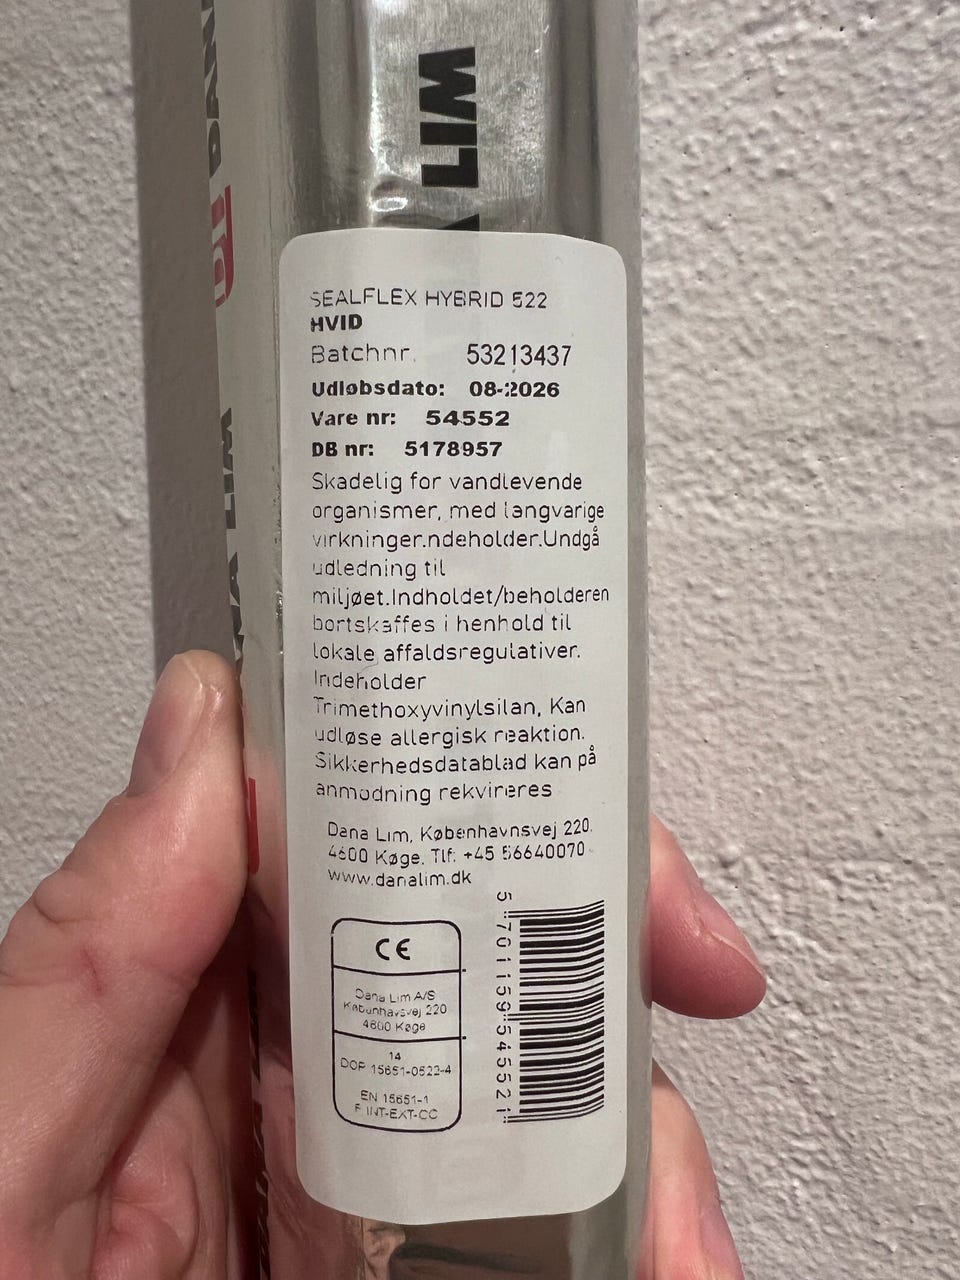 LIM
DANA LIM
SEALFLEX HYBRID 522
HVID
Batchnr. 53213437
Udløbsdato: 08-2026
Vare nr: 54552
DB nr: 5178957
Skadelig for vandlevende
organismer, med langvarige
virkninger.ndeholder.Undgå
udledning til
miljøet.Indholdet/beholderen
bortskaffes i henhold til
lokale affaldsregulativer.
Indeholder
Trimethoxyvinylsilan, Kan
udløse allergisk reaktion.
Sikkerhedsdatablad kan på
anmodning rekvireres
Dana Lim, Københavnsvej 220.
4600 Køge. Tlf: +45 56640070
www.danalim.dk
CE
Dana Lim A/S
Københavsvej 220
4600 Køge
14
DOP 15651-0522-4
EN 15651-1
F INT-EXT-CC
5 701159 545521